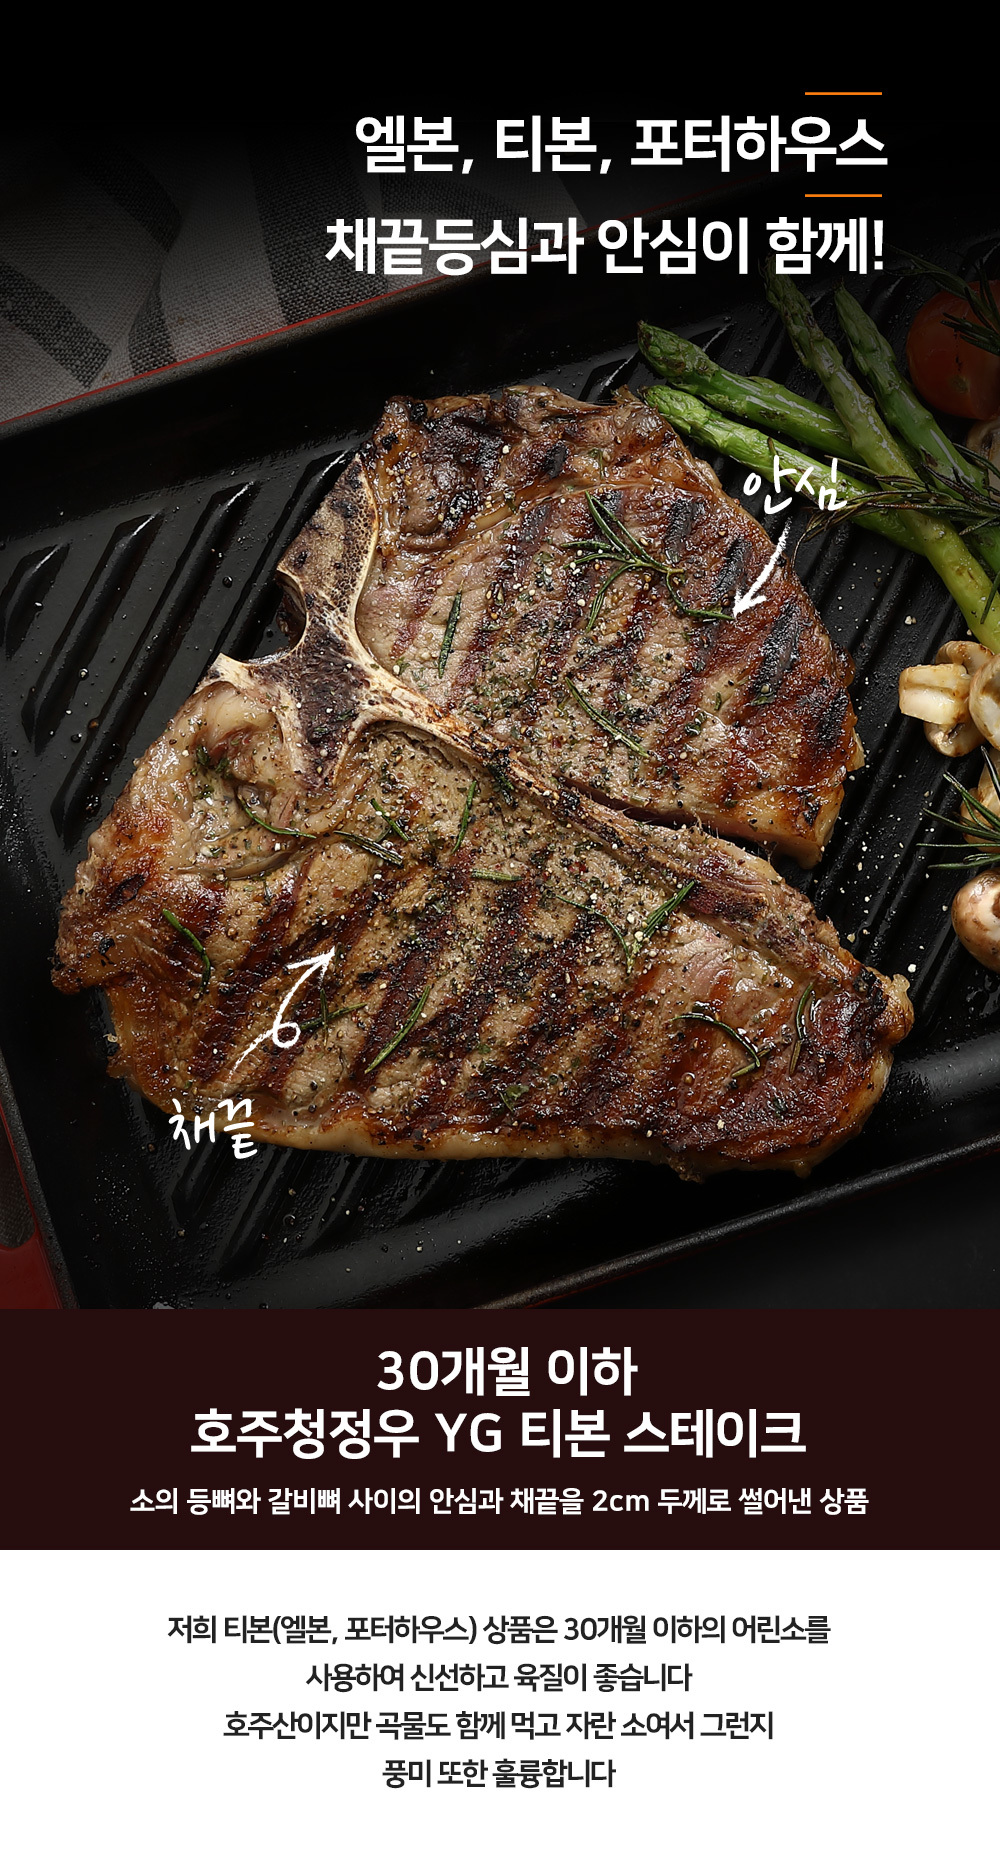 엘본, 티본, 포터하우스
채끝등심과 안심이 함께!
안심
채끝
30개월 이하
호주청정우 YG 티본 스테이크
소의 등뼈와 갈비뼈 사이의 안심과 채끝을 2cm 두께로 썰어낸 상품
저희 티본(엘본, 포터하우스) 상품은 30개월 이하의 어린소를
사용하여 신선하고 육질이 좋습니다
호주산이지만 곡물도 함께 먹고 자란 소여서 그런지
풍미 또한 훌륭합니다